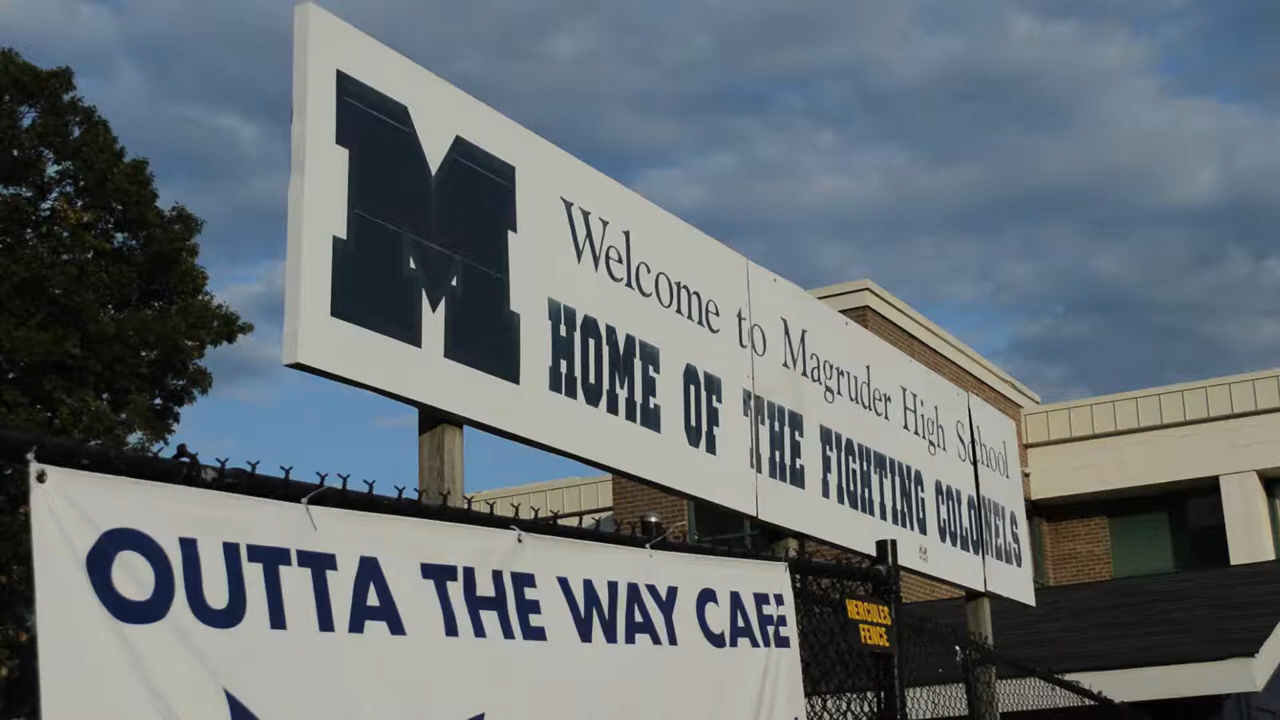 M
Welcome to Magruder High School
HOME OF THE FIGHTING COLONELS
OUTTA THE WAY CAFE
HERCULES
FENCE